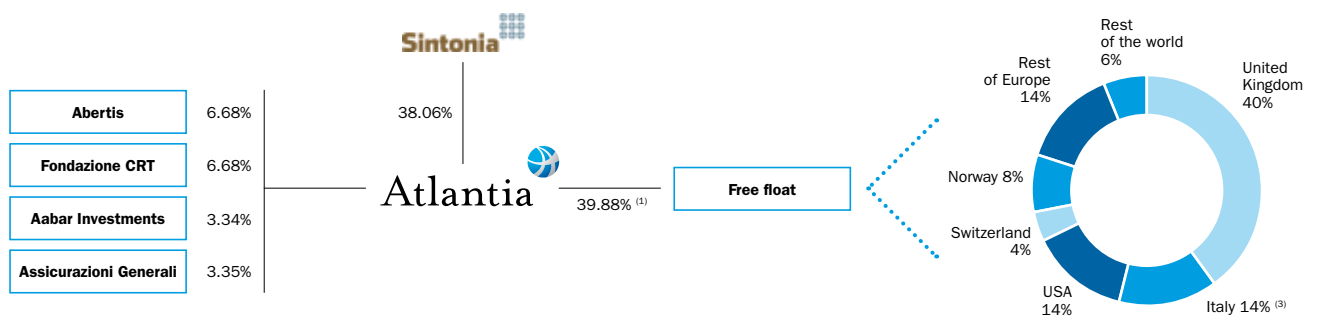 Sintonia
38.06%
Abertis 6.68%
Fondazione CRT 6.68%
Aabar Investments 3.34%
Assicurazioni Generali 3.35%
Atlantia
39.88% (1)
Free float
Rest
of the world
6%
United
Kingdom
40%
Rest
of Europe
14%
Norway 8%
Switzerland
4%
USA
14%
Italy 14% (3)